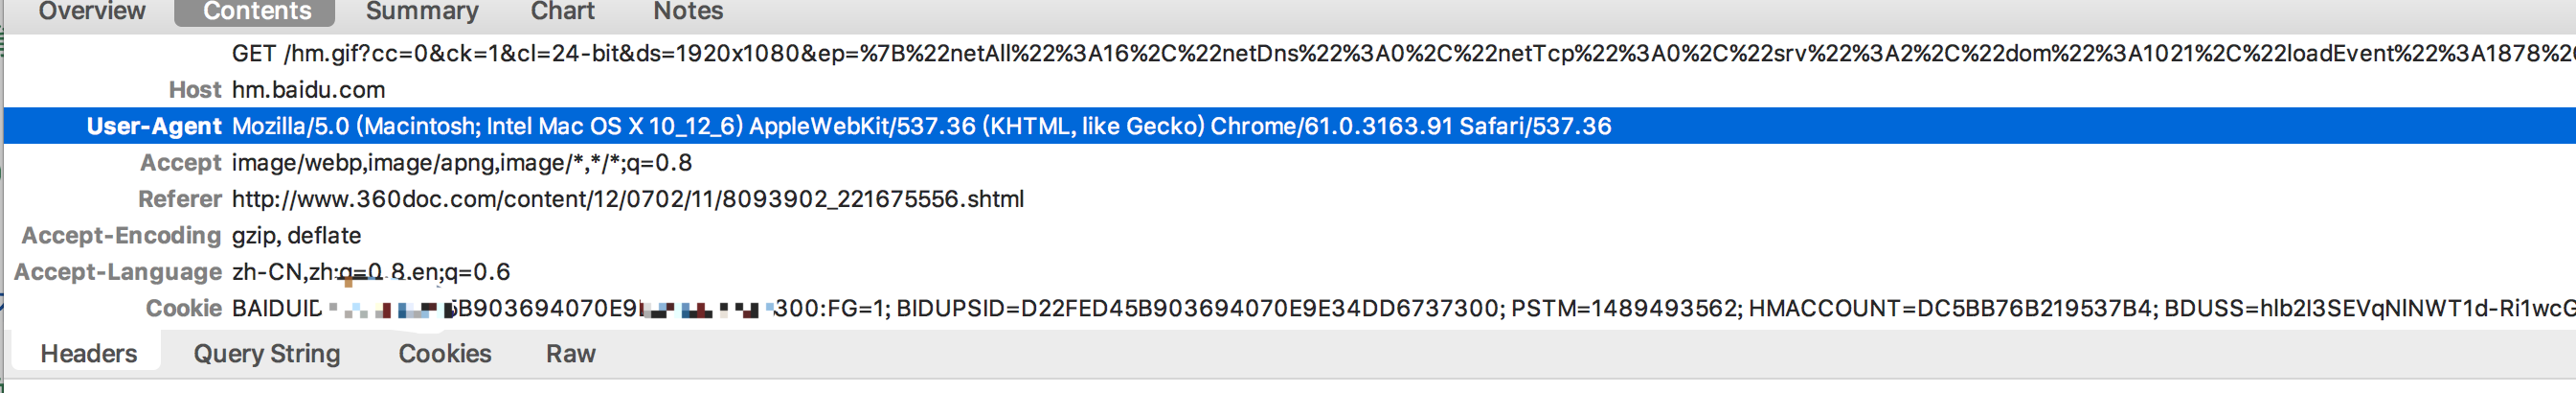 Overview Contents Summary Chart Notes
GET /hm.gif?cc=0&ck=1&cl=24-bit&ds=1920x1080&ep=%7B%22netAll%22%3A16%2C%22netDns%22%3A0%2C%22netTcp%22%3A0%2C%22srv%22%3A2%2C%22dom%22%3A1021%2C%22loadEvent%22%3A1878%2
Host hm.baidu.com
User-Agent Mozilla/5.0 (Macintosh; Intel Mac OS X 10_12_6) AppleWebKit/537.36 (KHTML, like Gecko) Chrome/61.0.3163.91 Safari/537.36
Accept image/webp,image/apng,image/*,*/*;q=0.8
Referer http://www.360doc.com/content/12/0702/11/8093902_221675556.shtml
Accept-Encoding gzip, deflate
Accept-Language zh-CN,zh;q=0.8,en;q=0.6
Cookie BAIDUID B903694070E9 300:FG=1; BIDUPSID=D22FED45B903694070E9E34DD6737300; PSTM=1489493562; HMACCOUNT=DC5BB76B219537B4; BDUSS=hlb2I3SEVqNlNWT1d-Ri1wc
Headers Query String Cookies Raw